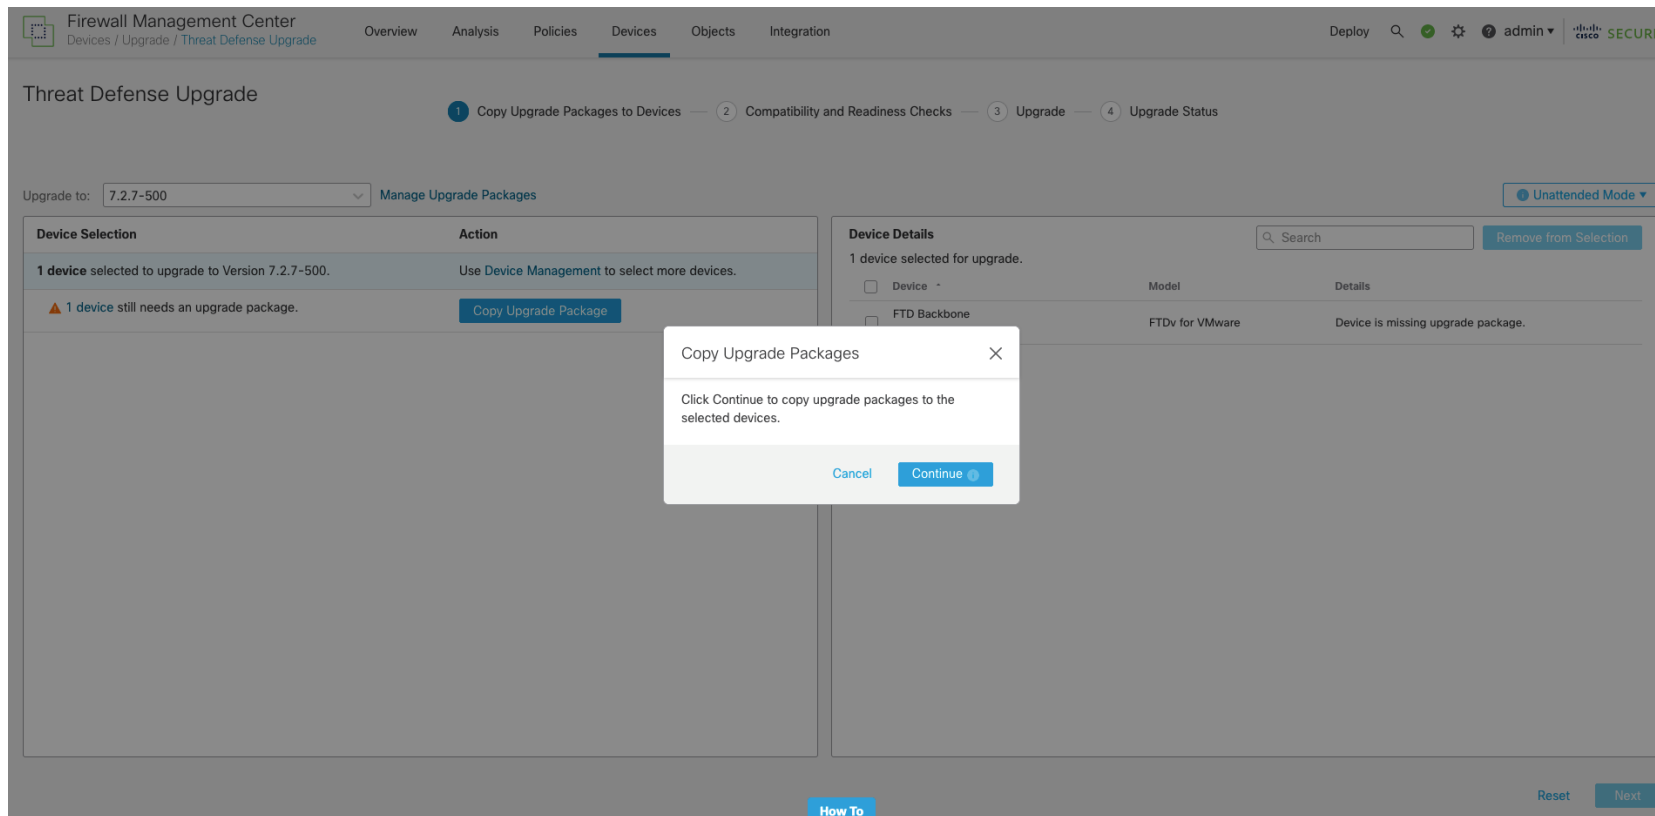 Firewall Management Center
Devices / Upgrade / Threat Defense Upgrade
Overview
Analysis
Policies
Devices
Objects
Integration
Deploy
admin
cisco
Threat Defense Upgrade
1 Copy Upgrade Packages to Devices
2 Compatibility and Readiness Checks
3 Upgrade
4 Upgrade Status
Upgrade to: 7.2.7-500
Manage Upgrade Packages
Unattended Mode
Device Selection
Action
1 device selected to upgrade to Version 7.2.7-500.
Use Device Management to select more devices.
1 device still needs an upgrade package.
Copy Upgrade Package
Device Details
Search
Remove from Selection
1 device selected for upgrade.
Device
Model
Details
FTD Backbone
FTDv for VMware
Device is missing upgrade package.
Copy Upgrade Packages
Click Continue to copy upgrade packages to the
selected devices.
Cancel
Continue
Reset
Next
How To